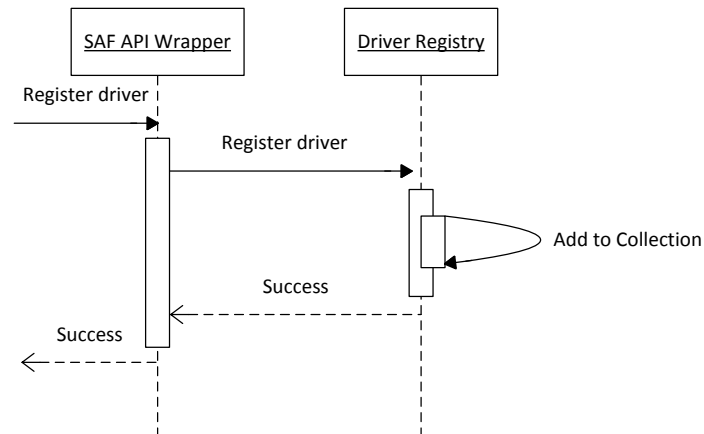 SAF API Wrapper
Driver Registry
Register driver
Register driver
Add to Collection
Success
Success